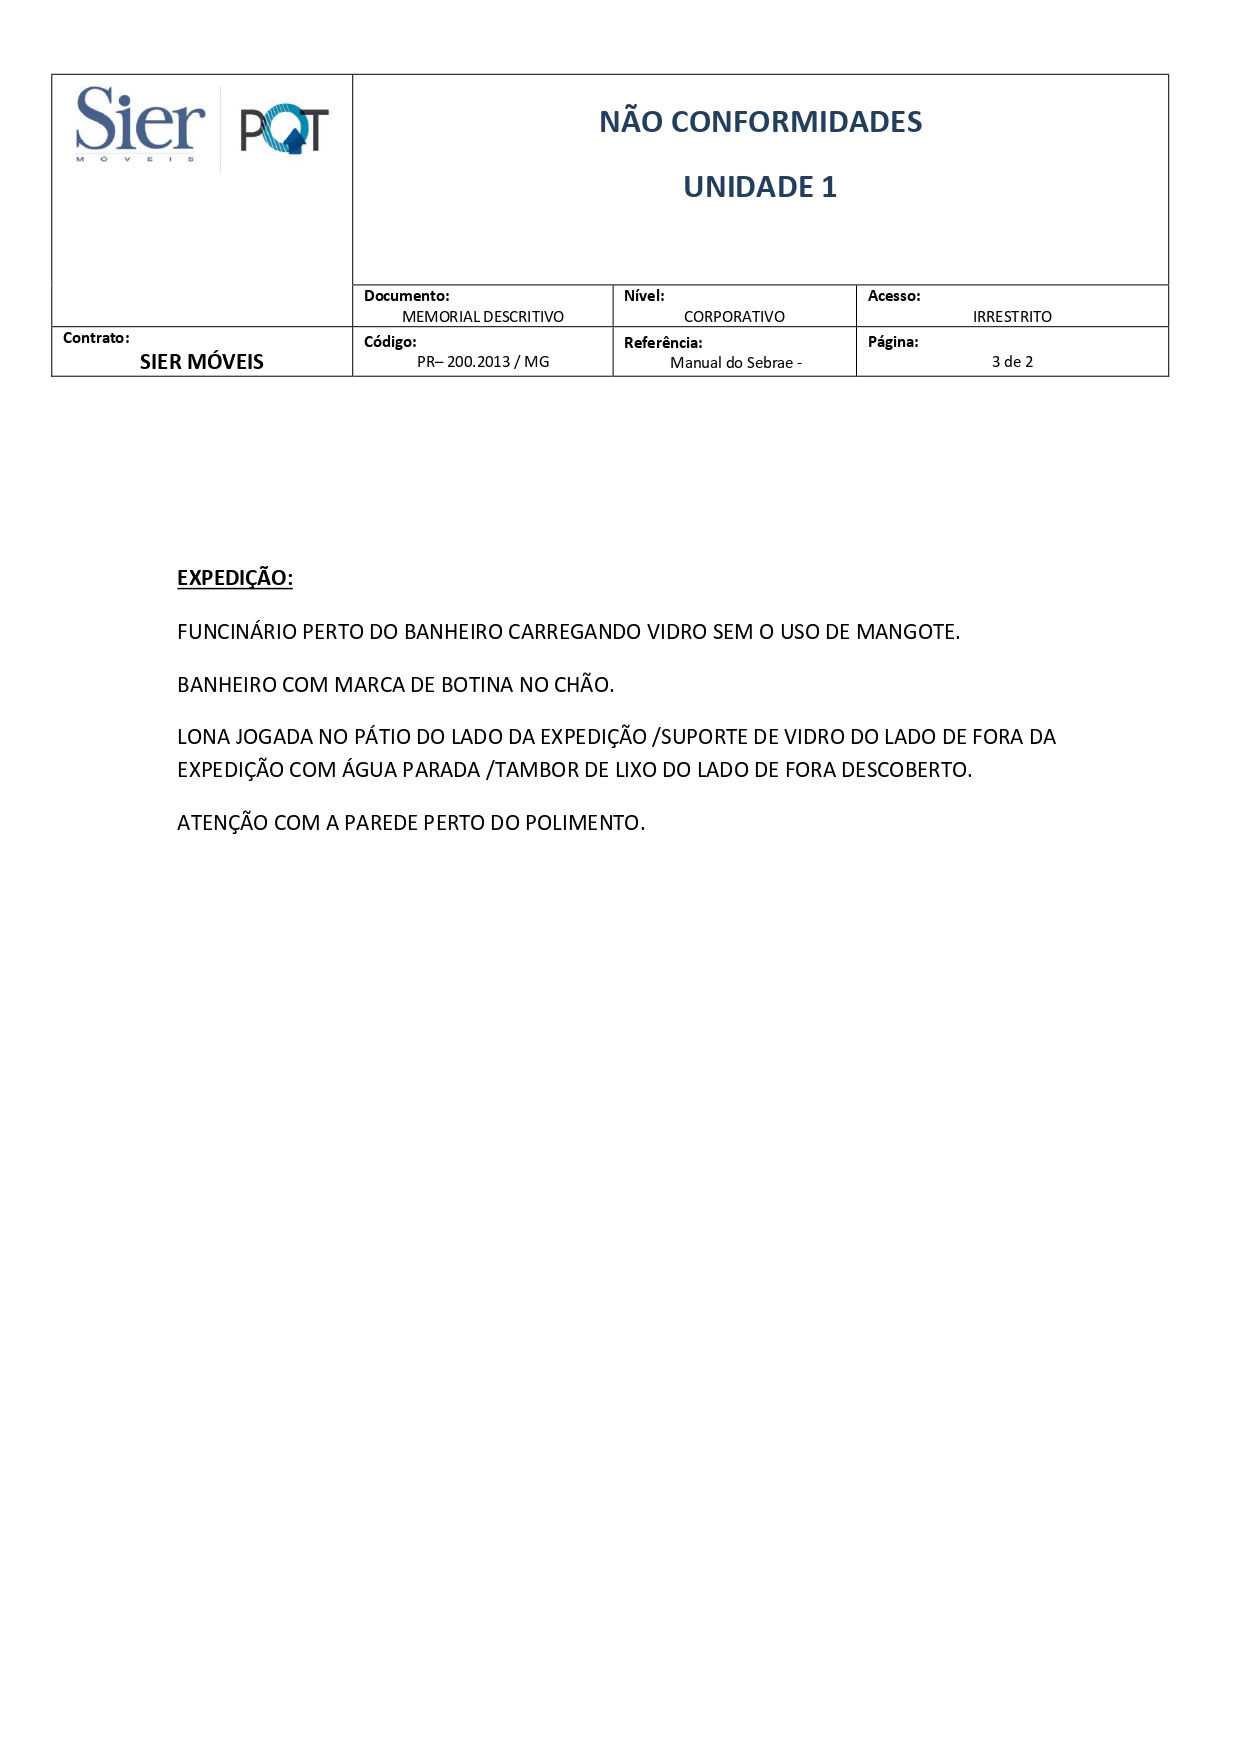 Sier
MÓVEIS
PQT
NÃO CONFORMIDADES
UNIDADE 1
Documento:
MEMORIAL DESCRITIVO
Nível:
CORPORATIVO
Acesso:
IRRESTRITO
Contrato:
SIER MÓVEIS
Código:
PR– 200.2013 / MG
Referência:
Manual do Sebrae -
Página:
3 de 2
EXPEDIÇÃO:
FUNCINÁRIO PERTO DO BANHEIRO CARREGANDO VIDRO SEM O USO DE MANGOTE.
BANHEIRO COM MARCA DE BOTINA NO CHÃO.
LONA JOGADA NO PÁTIO DO LADO DA EXPEDIÇÃO /SUPORTE DE VIDRO DO LADO DE FORA DA
EXPEDIÇÃO COM ÁGUA PARADA /TAMBOR DE LIXO DO LADO DE FORA DESCOBERTO.
ATENÇÃO COM A PAREDE PERTO DO POLIMENTO.